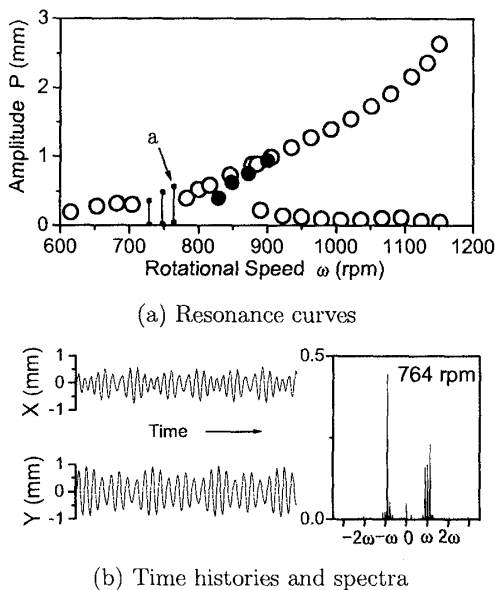 Amplitude P (mm)
3
2
1
0
a
600 700 800 900 1000 1100 1200
Rotational Speed ω (rpm)
(a) Resonance curves
X (mm)
1
0
-1
Time
Y (mm)
1
0
-1
0.5
764 rpm
0.0
-2ω -ω 0 ω 2ω
(b) Time histories and spectra